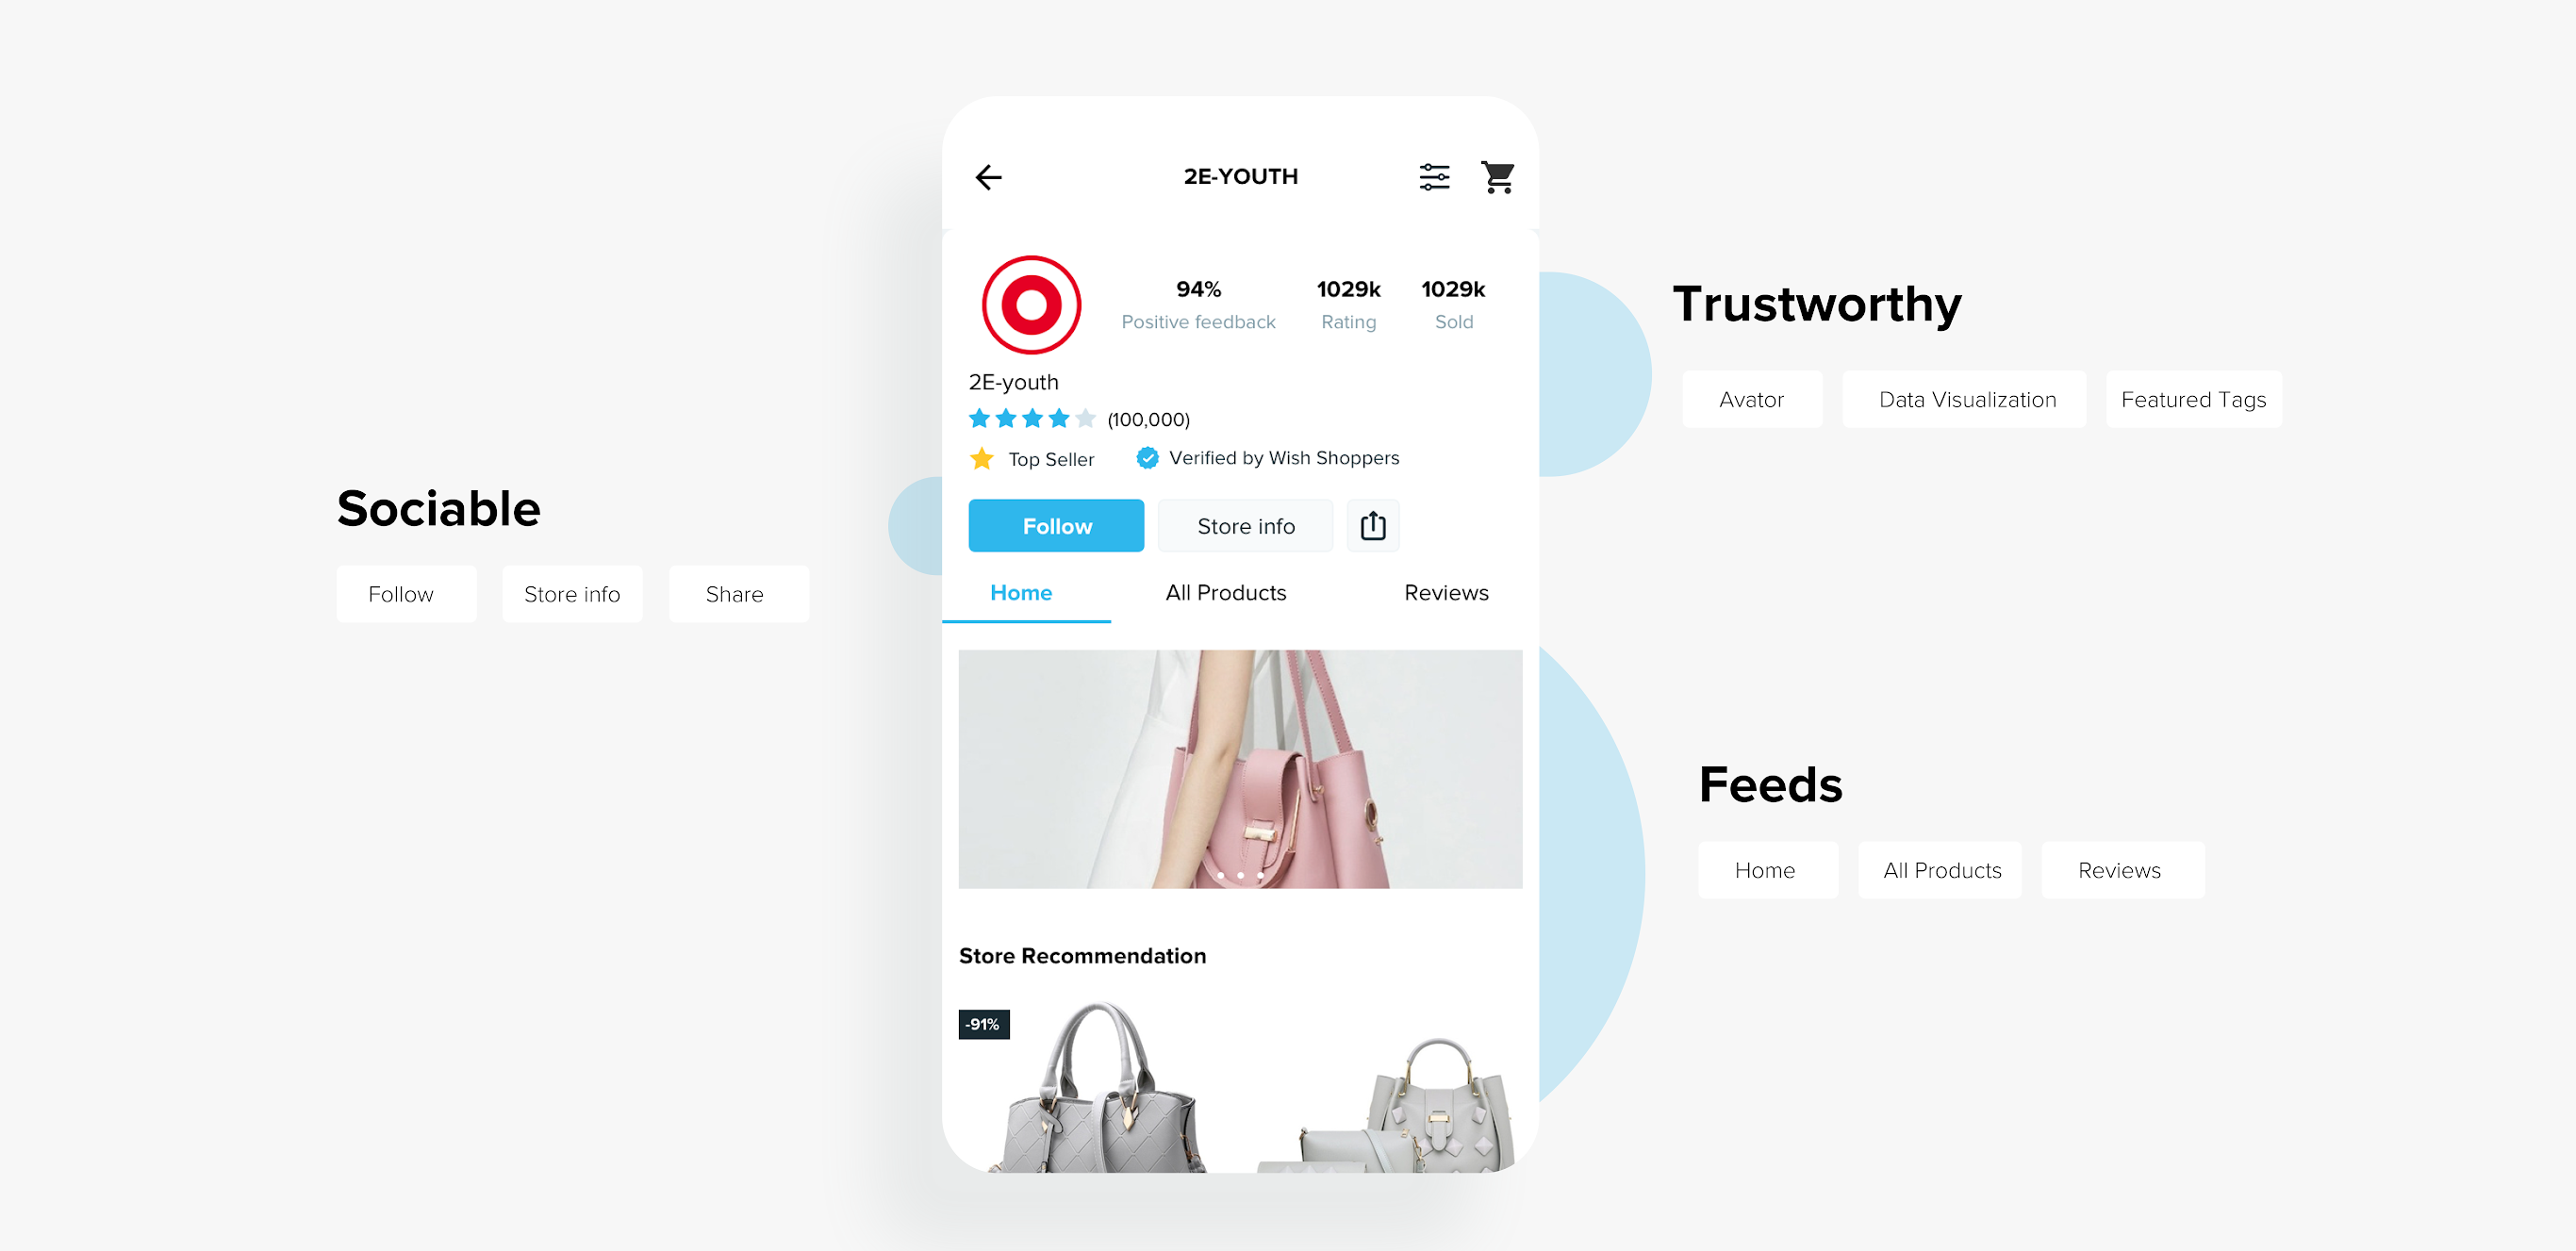 2E-YOUTH
94%
Positive feedback
1029k
Rating
1029k
Sold
2E-youth
(100,000)
Top Seller
Verified by Wish Shoppers
Follow
Store info
Home
All Products
Reviews
Store Recommendation
-91%
Sociable
Follow
Store info
Share
Trustworthy
Avator
Data Visualization
Featured Tags
Feeds
Home
All Products
Reviews